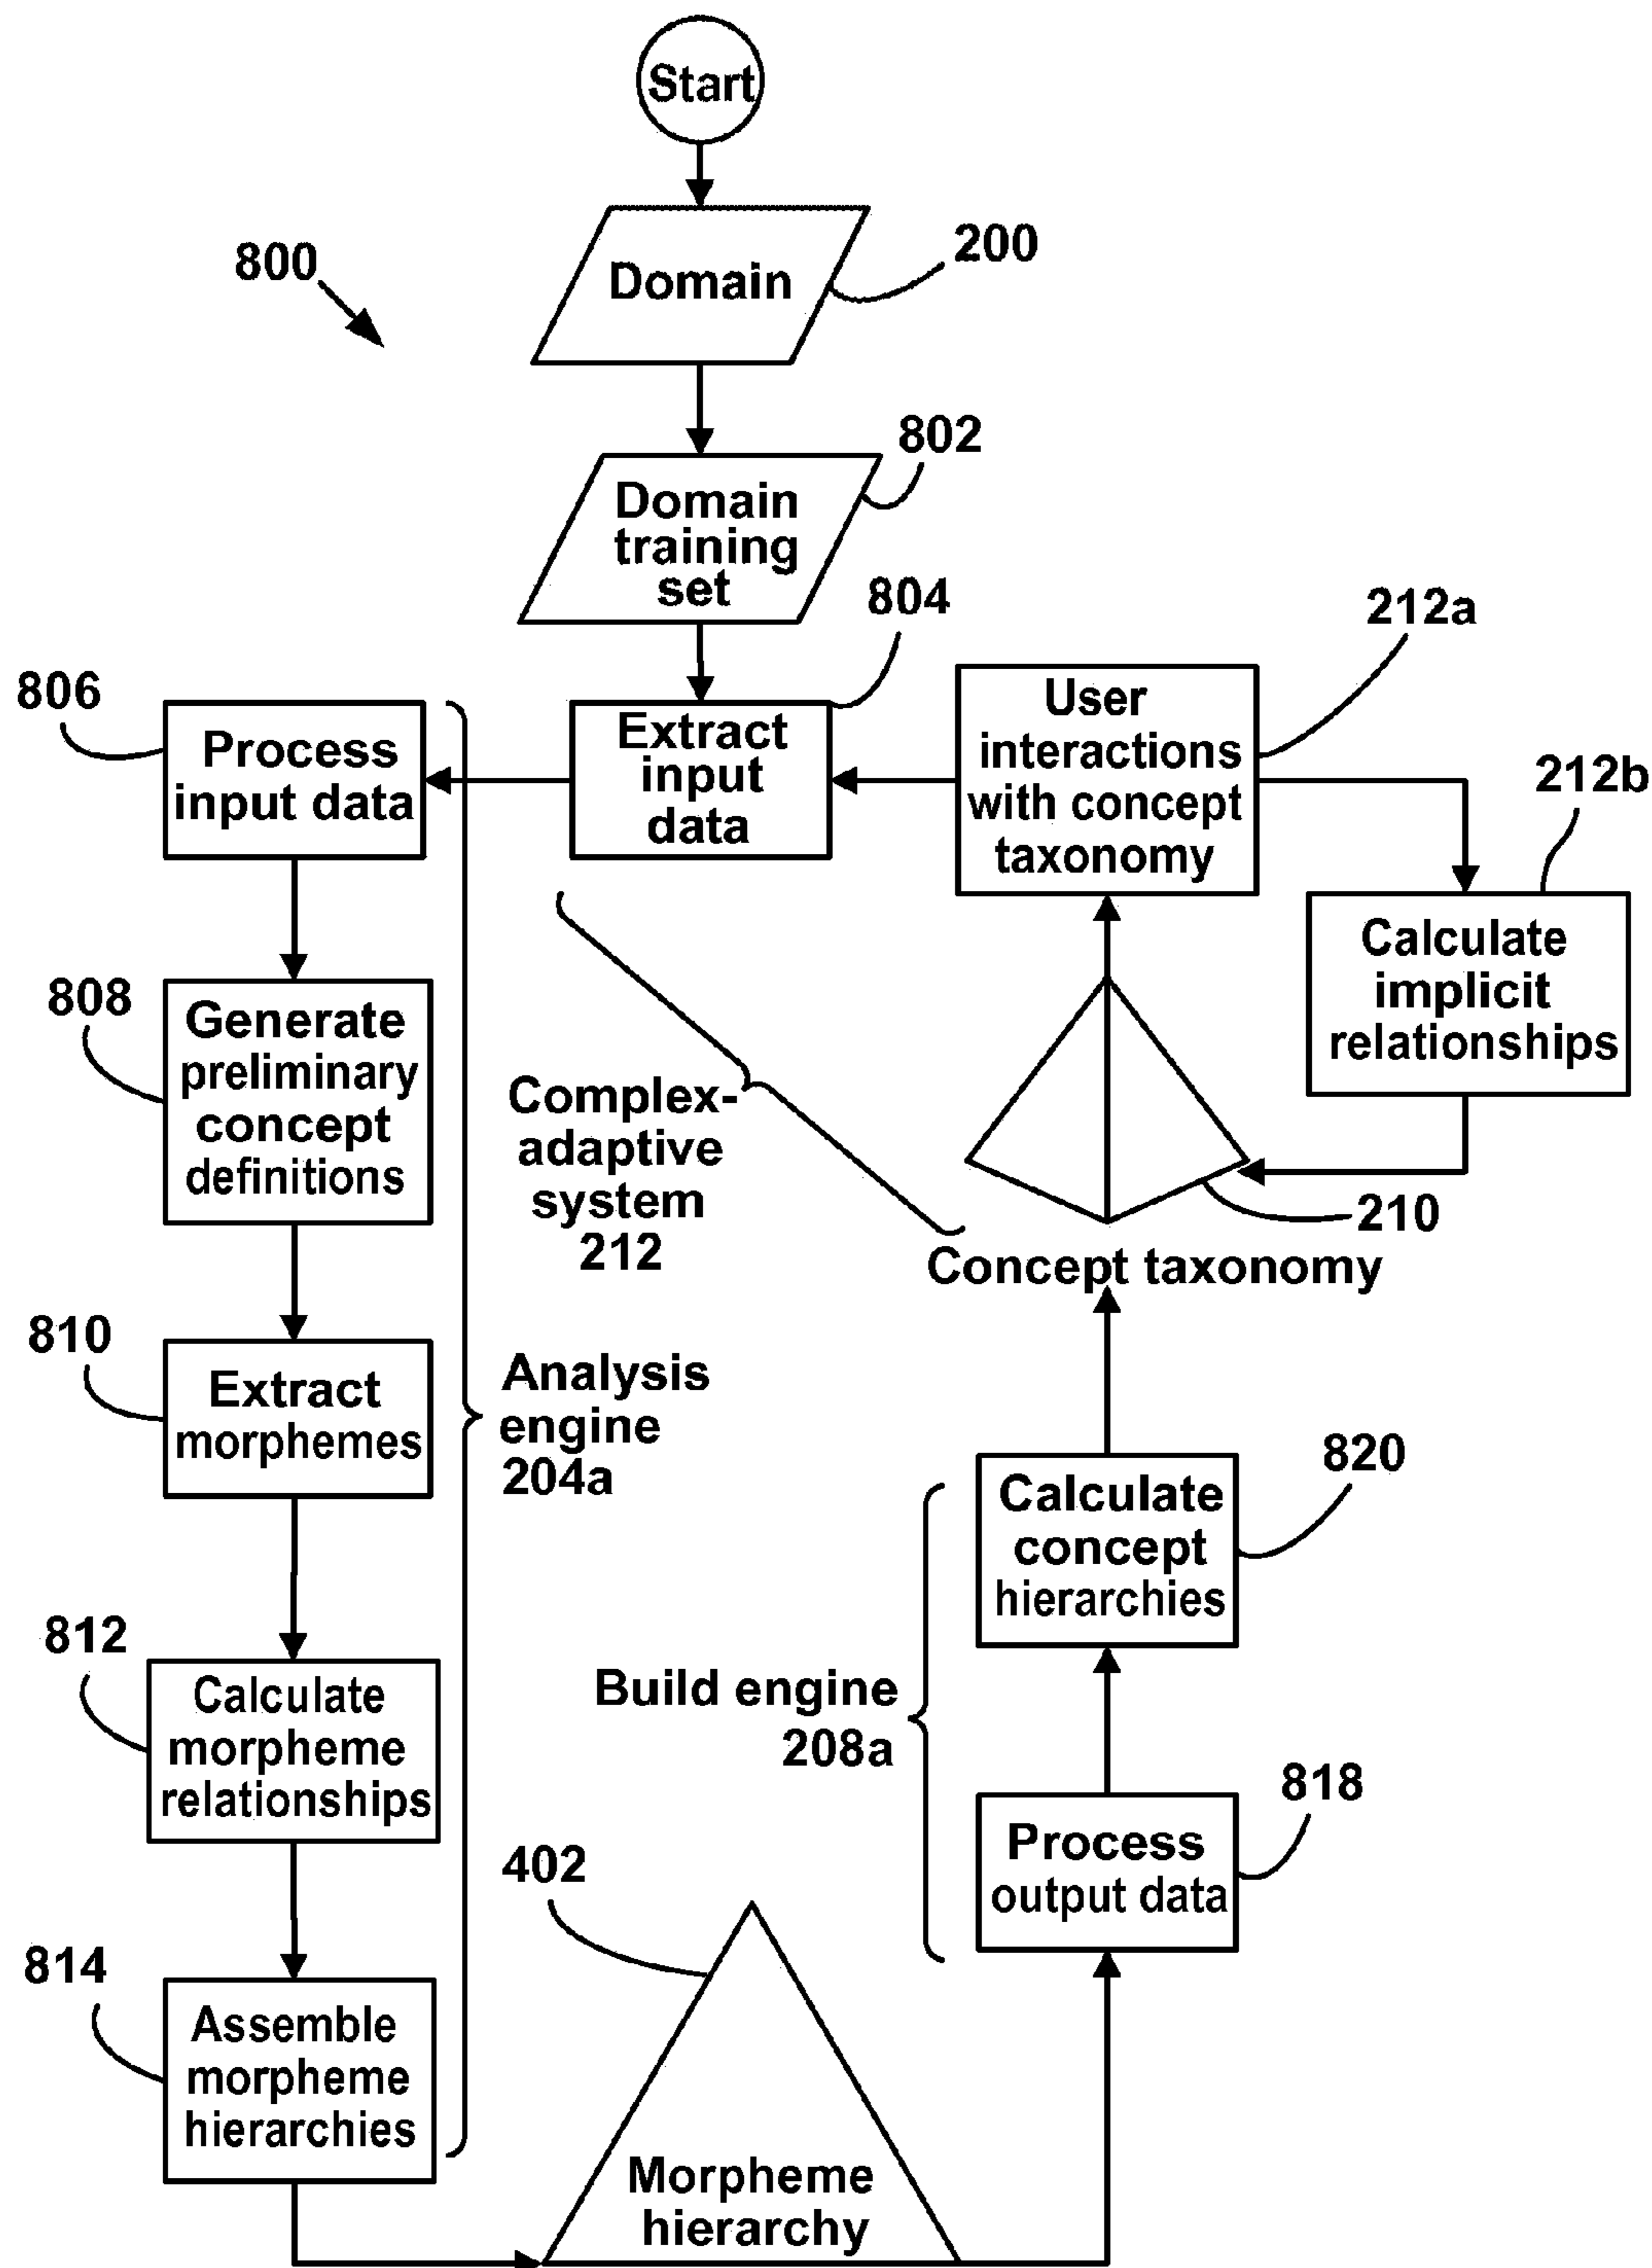 Start
800
Domain
200
Domain
training
set
802
804
Extract
input
data
212a
User
interactions
with concept
taxonomy
212b
Calculate
implicit
relationships
806
Process
input data
808
Generate
preliminary
concept
definitions
Complex-
adaptive
system
212
210
Concept taxonomy
810
Extract
morphemes
Analysis
engine
204a
820
Calculate
concept
hierarchies
812
Calculate
morpheme
relationships
Build engine
208a
818
Process
output data
402
814
Assemble
morpheme
hierarchies
Morpheme
hierarchy